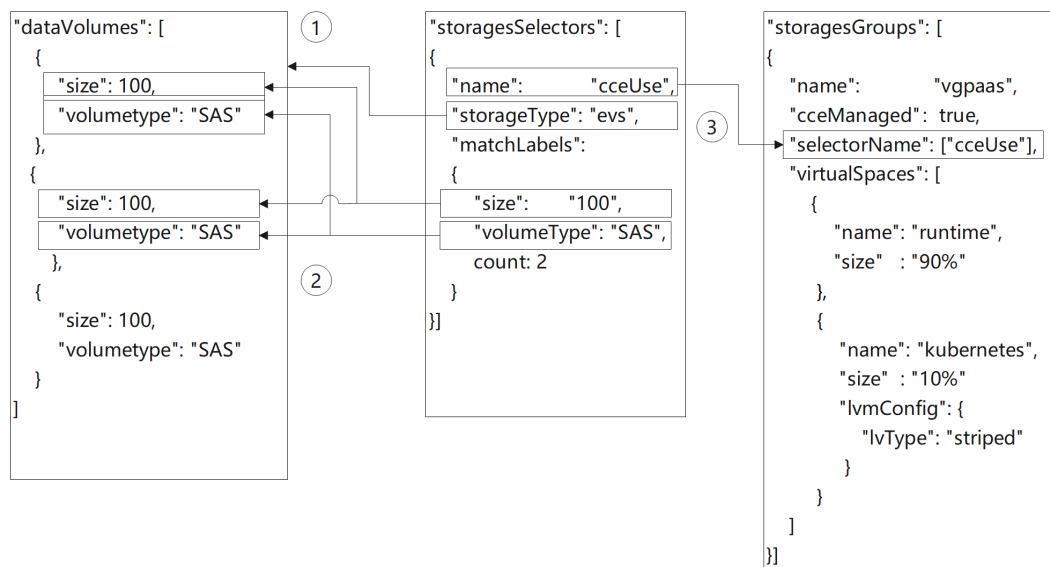 "dataVolumes": [
{
"size": 100,
"volumetype": "SAS"
},
{
"size": 100,
"volumetype": "SAS"
},
{
"size": 100,
"volumetype": "SAS"
}
]
1
2
"storagesSelectors": [
{
"name": "cceUse",
"storageType": "evs",
"matchLabels":
{
"size": "100",
"volumeType": "SAS",
count: 2
}
}]
3
"storagesGroups": [
{
"name": "vgpaas",
"cceManaged": true,
"selectorName": ["cceUse"],
"virtualSpaces": [
{
"name": "runtime",
"size" : "90%"
},
{
"name": "kubernetes",
"size" : "10%"
"lvmConfig": {
"lvType": "striped"
}
}
]
}]